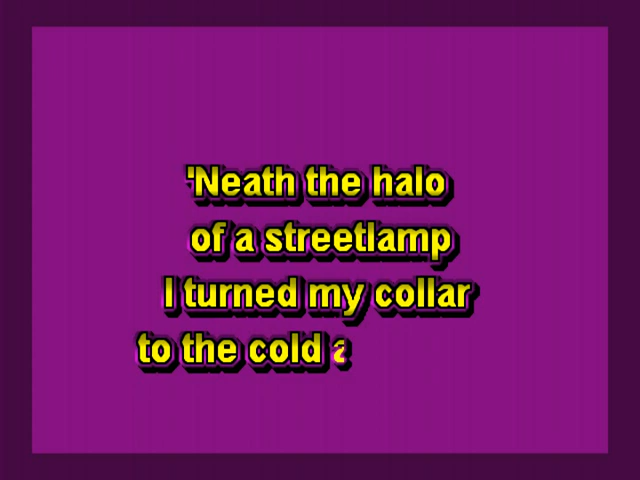 'Neath the halo
of a streetlamp
I turned my collar
to the cold a